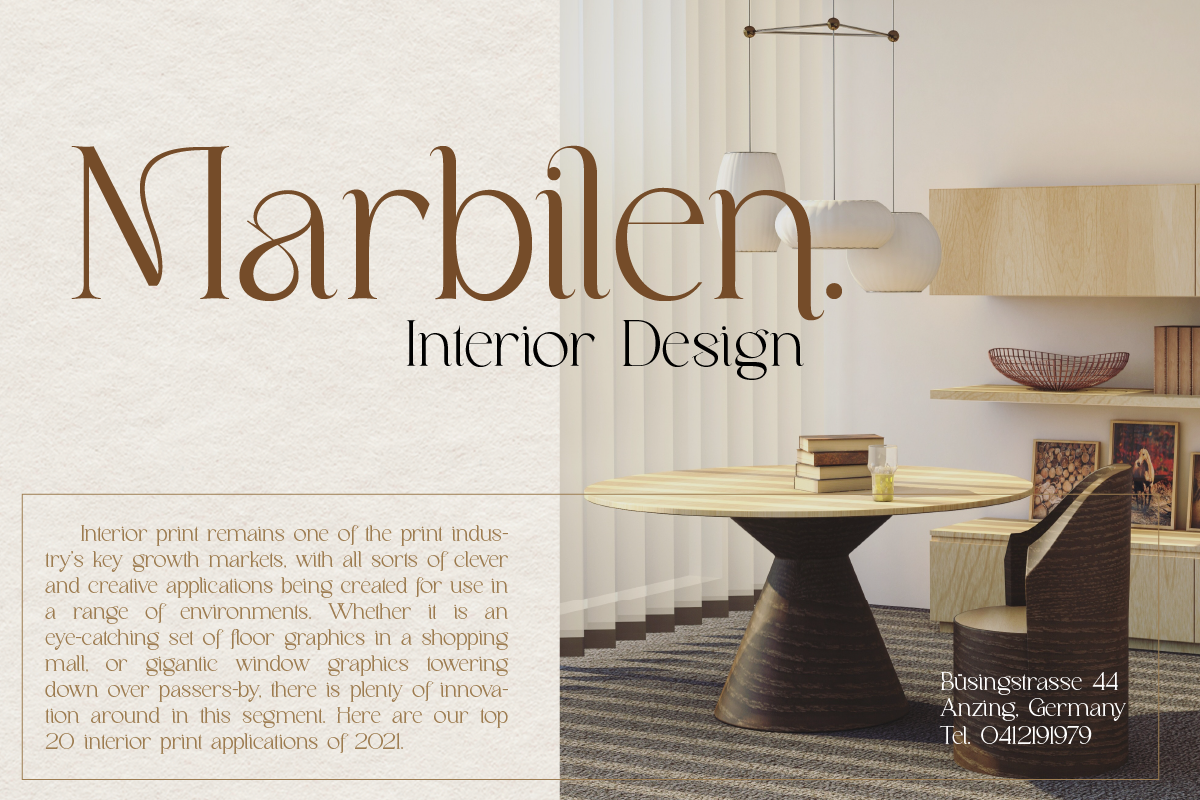 Marbilen.
Interior Design
Interior print remains one of the print indus-
try's key growth markets, with all sorts of clever
and creative applications being created for use in
a range of environments. Whether it is an
eye-catching set of floor graphics in a shopping
mall, or gigantic window graphics towering
down over passers-by, there is plenty of innova-
tion around in this segment. Here are our top
20 interior print applications of 2021.
Büsingstrasse 44
Anzing, Germany
Tel. 0412191979